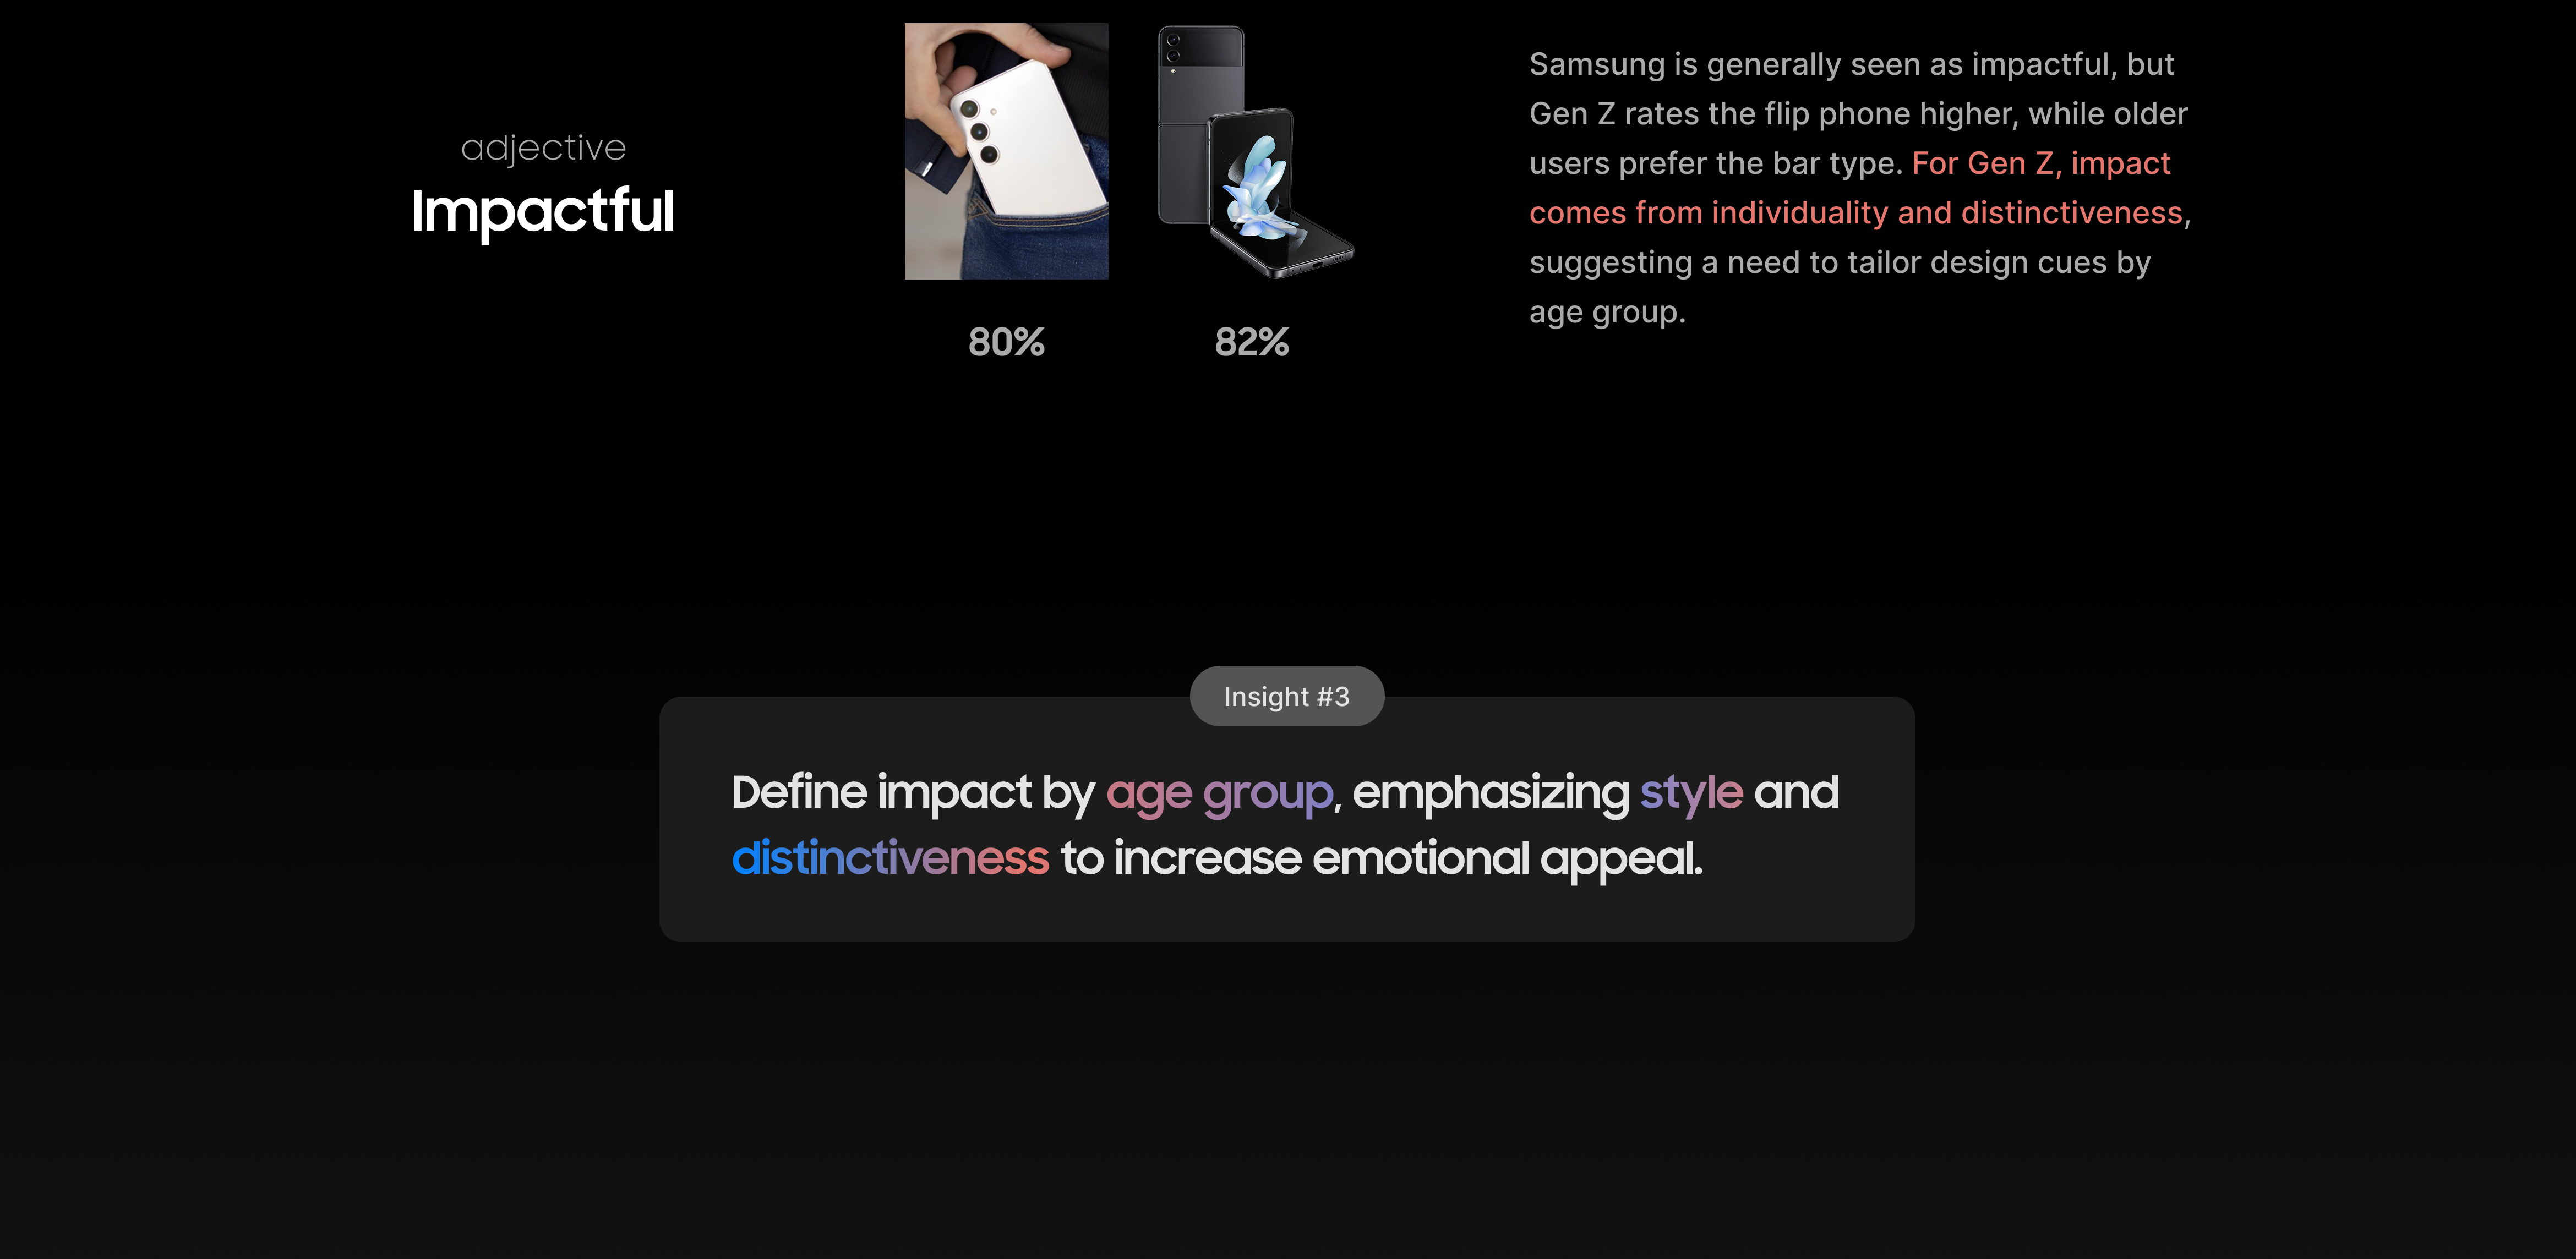 adjective
Impactful
80%
82%
Samsung is generally seen as impactful, but
Gen Z rates the flip phone higher, while older
users prefer the bar type. For Gen Z, impact
comes from individuality and distinctiveness,
suggesting a need to tailor design cues by
age group.
Insight #3
Define impact by age group, emphasizing style and
distinctiveness to increase emotional appeal.